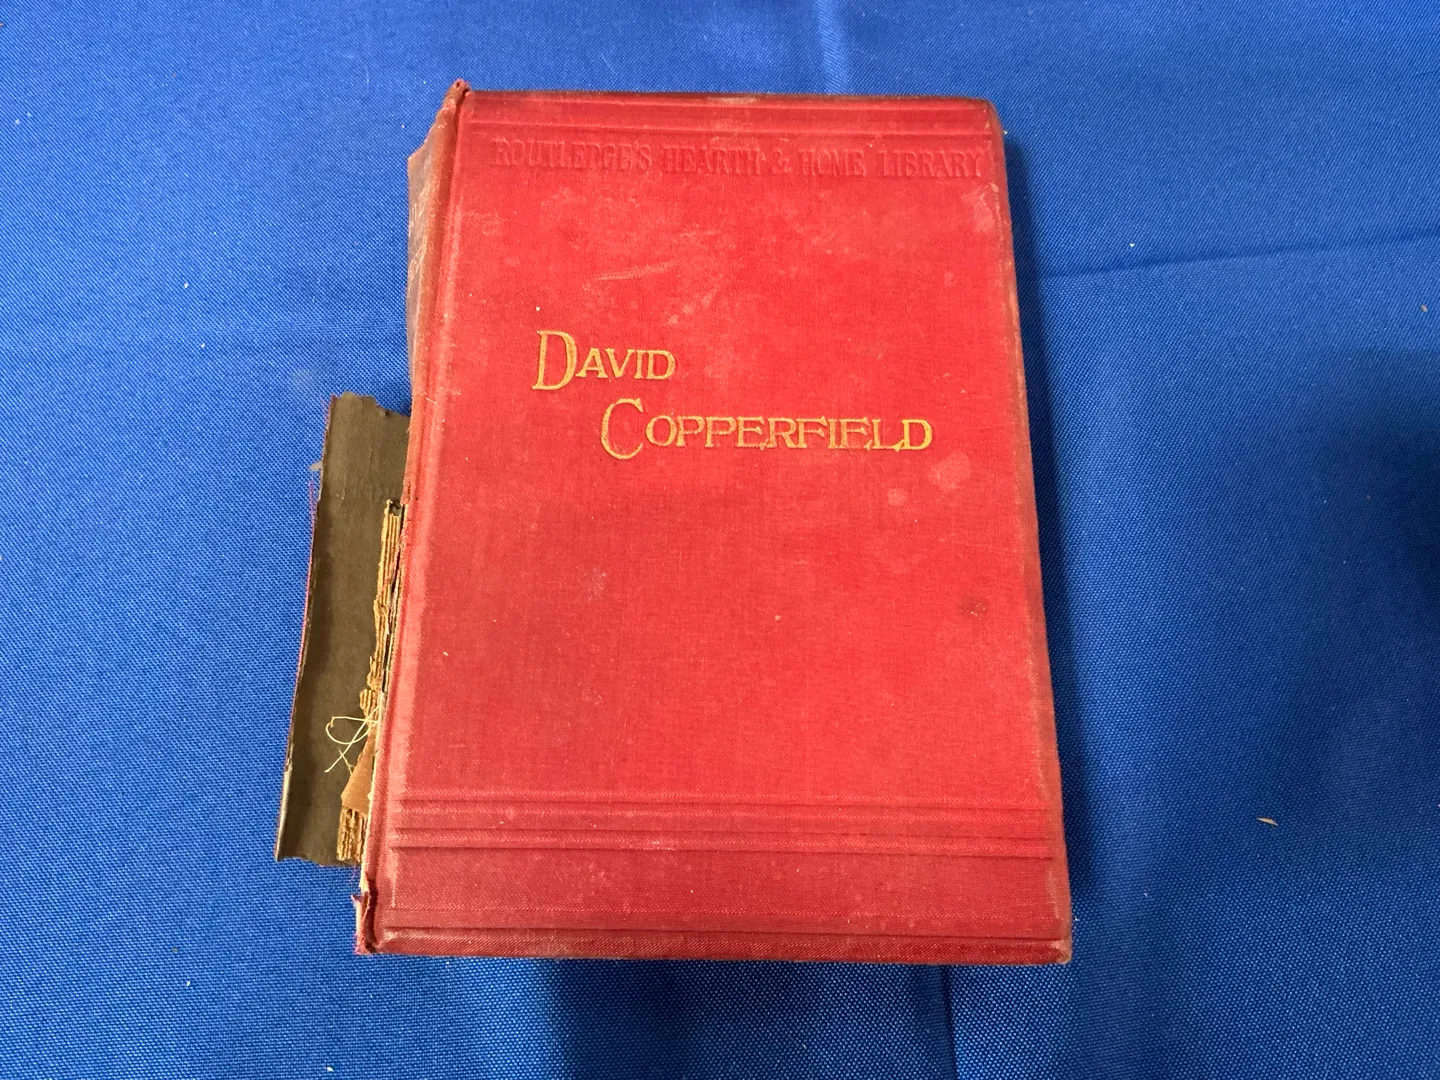 ROUTLEDGE'S HEARTH & HOME LIBRARY
DAVID
COPPERFIELD